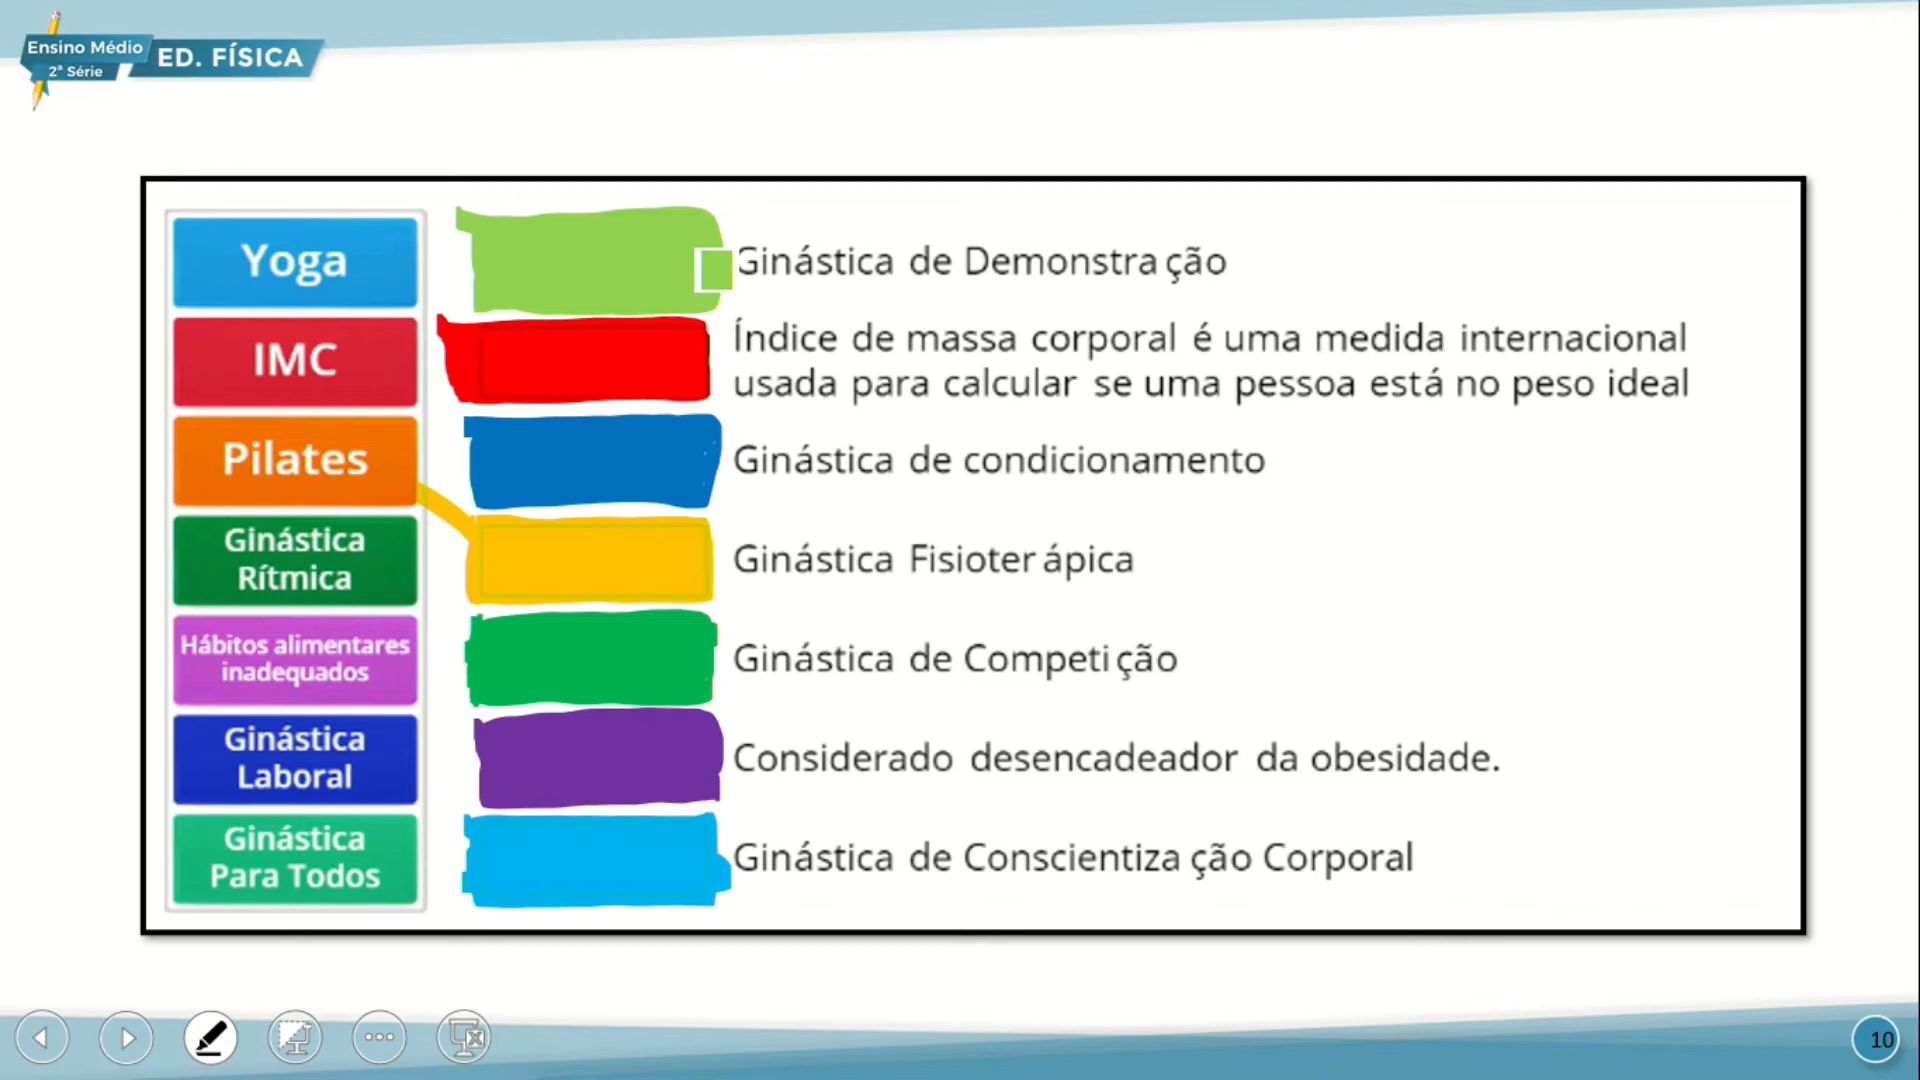 Ensino Médio
2ª Série
ED. FÍSICA
Yoga
Ginástica de Demonstração
IMC
Índice de massa corporal é uma medida internacional
usada para calcular se uma pessoa está no peso ideal
Pilates
Ginástica de condicionamento
Ginástica
Rítmica
Ginástica Fisioterápica
Hábitos alimentares
inadequados
Ginástica de Competição
Ginástica
Laboral
Considerado desencadeador da obesidade.
Ginástica
Para Todos
Ginástica de Conscientização Corporal
10